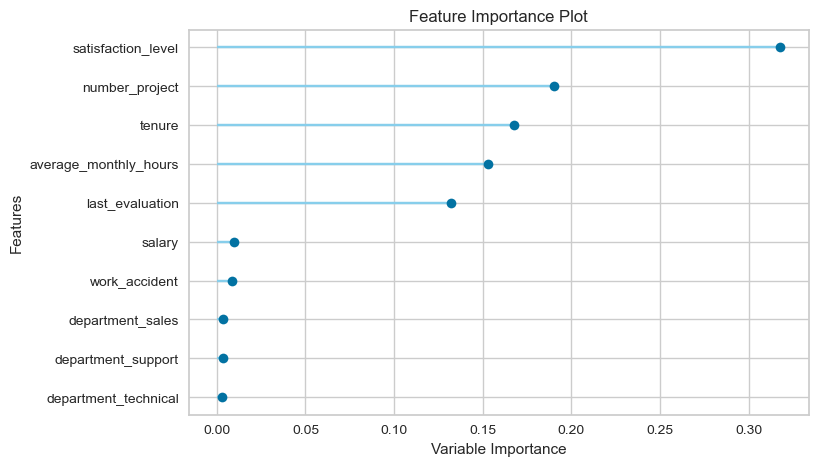 Feature Importance Plot
Features
satisfaction_level
number_project
tenure
average_monthly_hours
last_evaluation
salary
work_accident
department_sales
department_support
department_technical
0.00 0.05 0.10 0.15 0.20 0.25 0.30
Variable Importance